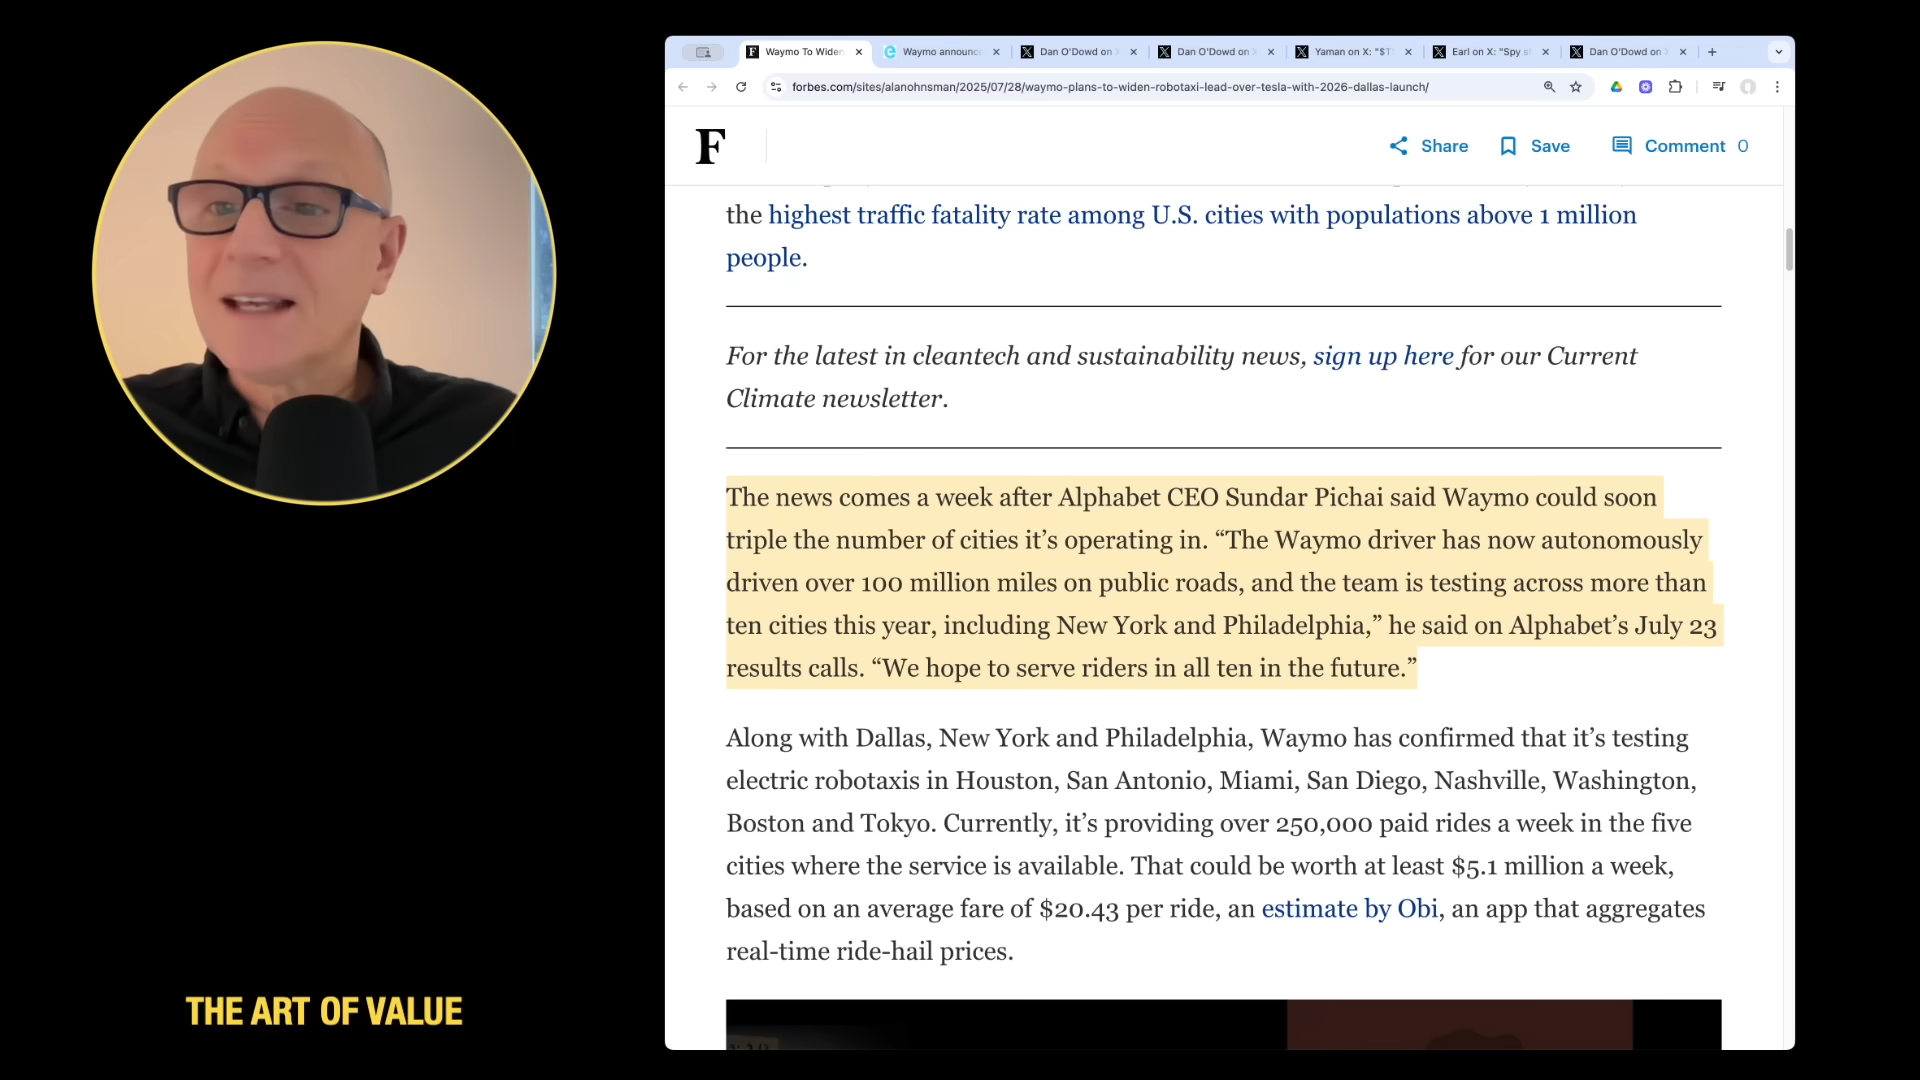 Waymo To Widen
Waymo announc
Dan O'Dowd on
Dan O'Dowd on
Yaman on X: "$T
Earl on X: "Spy s
Dan O'Dowd on
forbes.com/sites/alanohnsman/2025/07/28/waymo-plans-to-widen-robotaxi-lead-over-tesla-with-2026-dallas-launch/
F
Share
Save
Comment 0
the highest traffic fatality rate among U.S. cities with populations above 1 million
people.
For the latest in cleantech and sustainability news, sign up here for our Current
Climate newsletter.
The news comes a week after Alphabet CEO Sundar Pichai said Waymo could soon
triple the number of cities it’s operating in. “The Waymo driver has now autonomously
driven over 100 million miles on public roads, and the team is testing across more than
ten cities this year, including New York and Philadelphia,” he said on Alphabet’s July 23
results calls. “We hope to serve riders in all ten in the future.”
Along with Dallas, New York and Philadelphia, Waymo has confirmed that it’s testing
electric robotaxis in Houston, San Antonio, Miami, San Diego, Nashville, Washington,
Boston and Tokyo. Currently, it’s providing over 250,000 paid rides a week in the five
cities where the service is available. That could be worth at least $5.1 million a week,
based on an average fare of $20.43 per ride, an estimate by Obi, an app that aggregates
real-time ride-hail prices.
THE ART OF VALUE